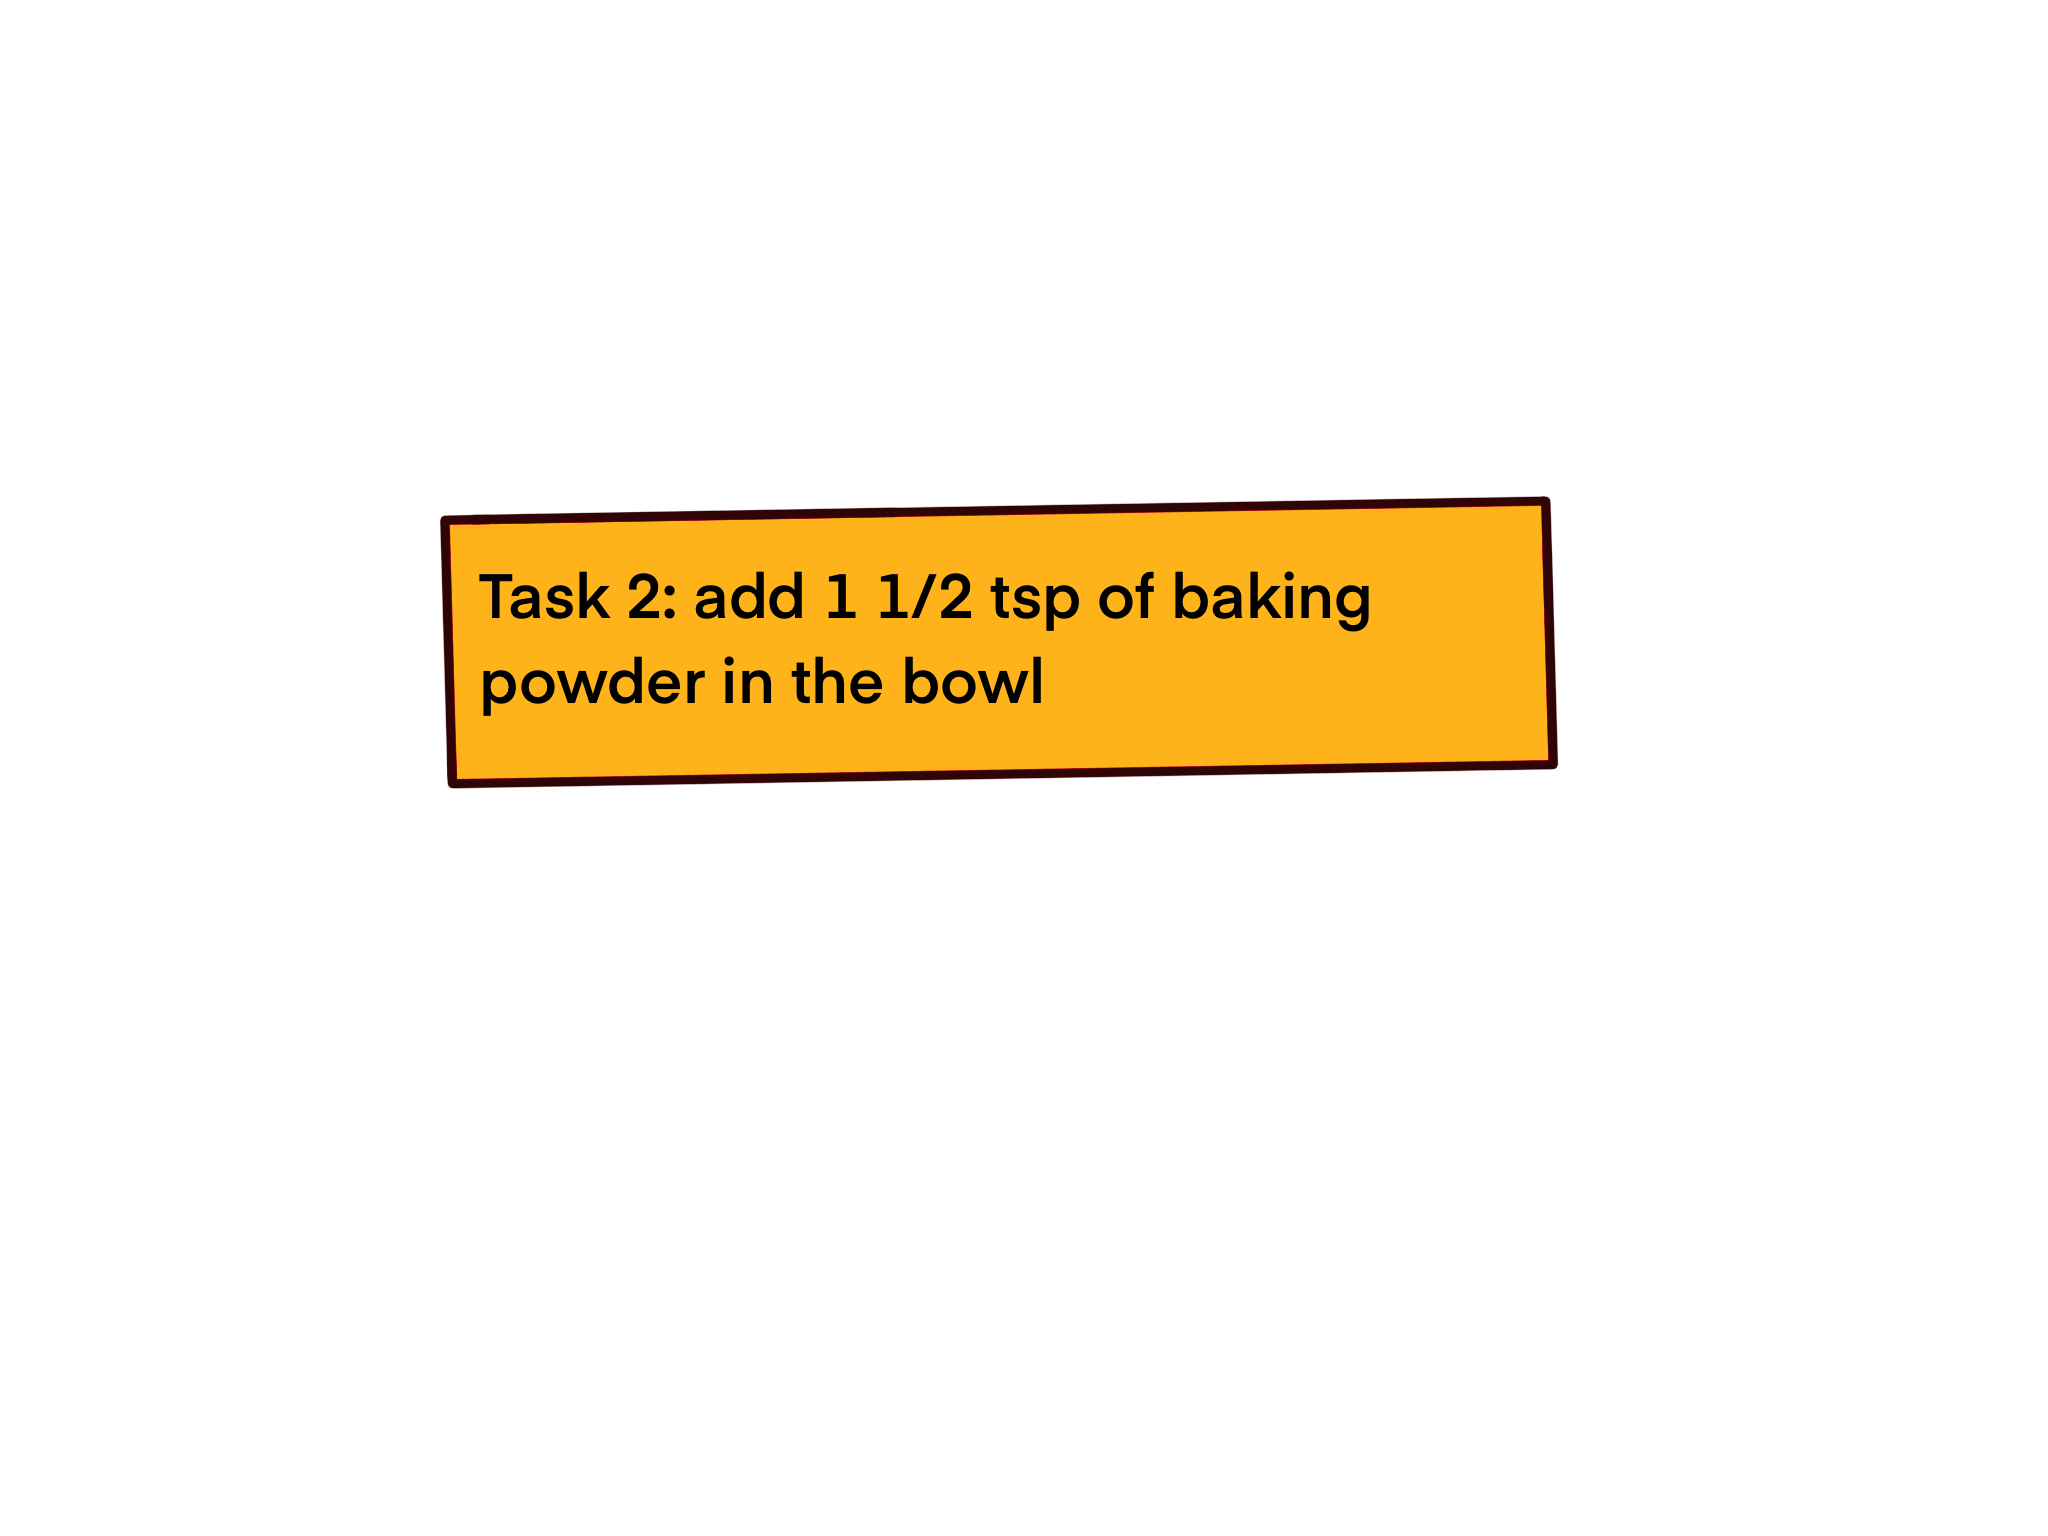 Task 2: add 1 1/2 tsp of baking
powder in the bowl